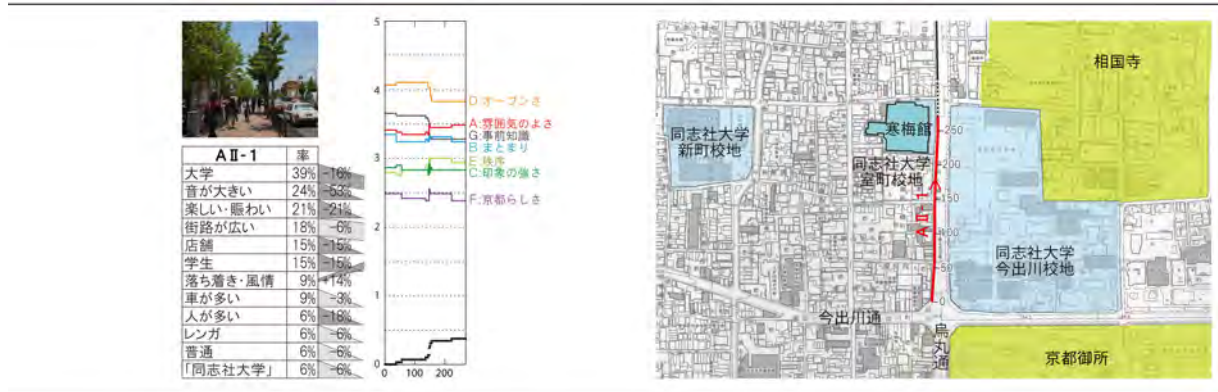 AⅡ-1 率
大学 39% -16%
音が大きい 24% -53%
楽しい・賑わい 21% -21%
街路が広い 18% -6%
店舗 15% -15%
学生 15% -15%
落ち着き・風情 9% +14%
車が多い 9% -3%
人が多い 6% -18%
レンガ 6% -6%
普通 6% -6%
「同志社大学」 6% -6%
5
4
3
2
1
0
0 100 200
D:オープンさ
A:雰囲気のよさ
G:事前知識
B:まとまり
E:秩序
C:印象の強さ
F:京都らしさ
相国寺
同志社大学
新町校地
寒梅館
同志社大学
室町校地
AⅡ-1
250
200
150
100
50
0
同志社大学
今出川校地
今出川通
烏丸通
京都御所